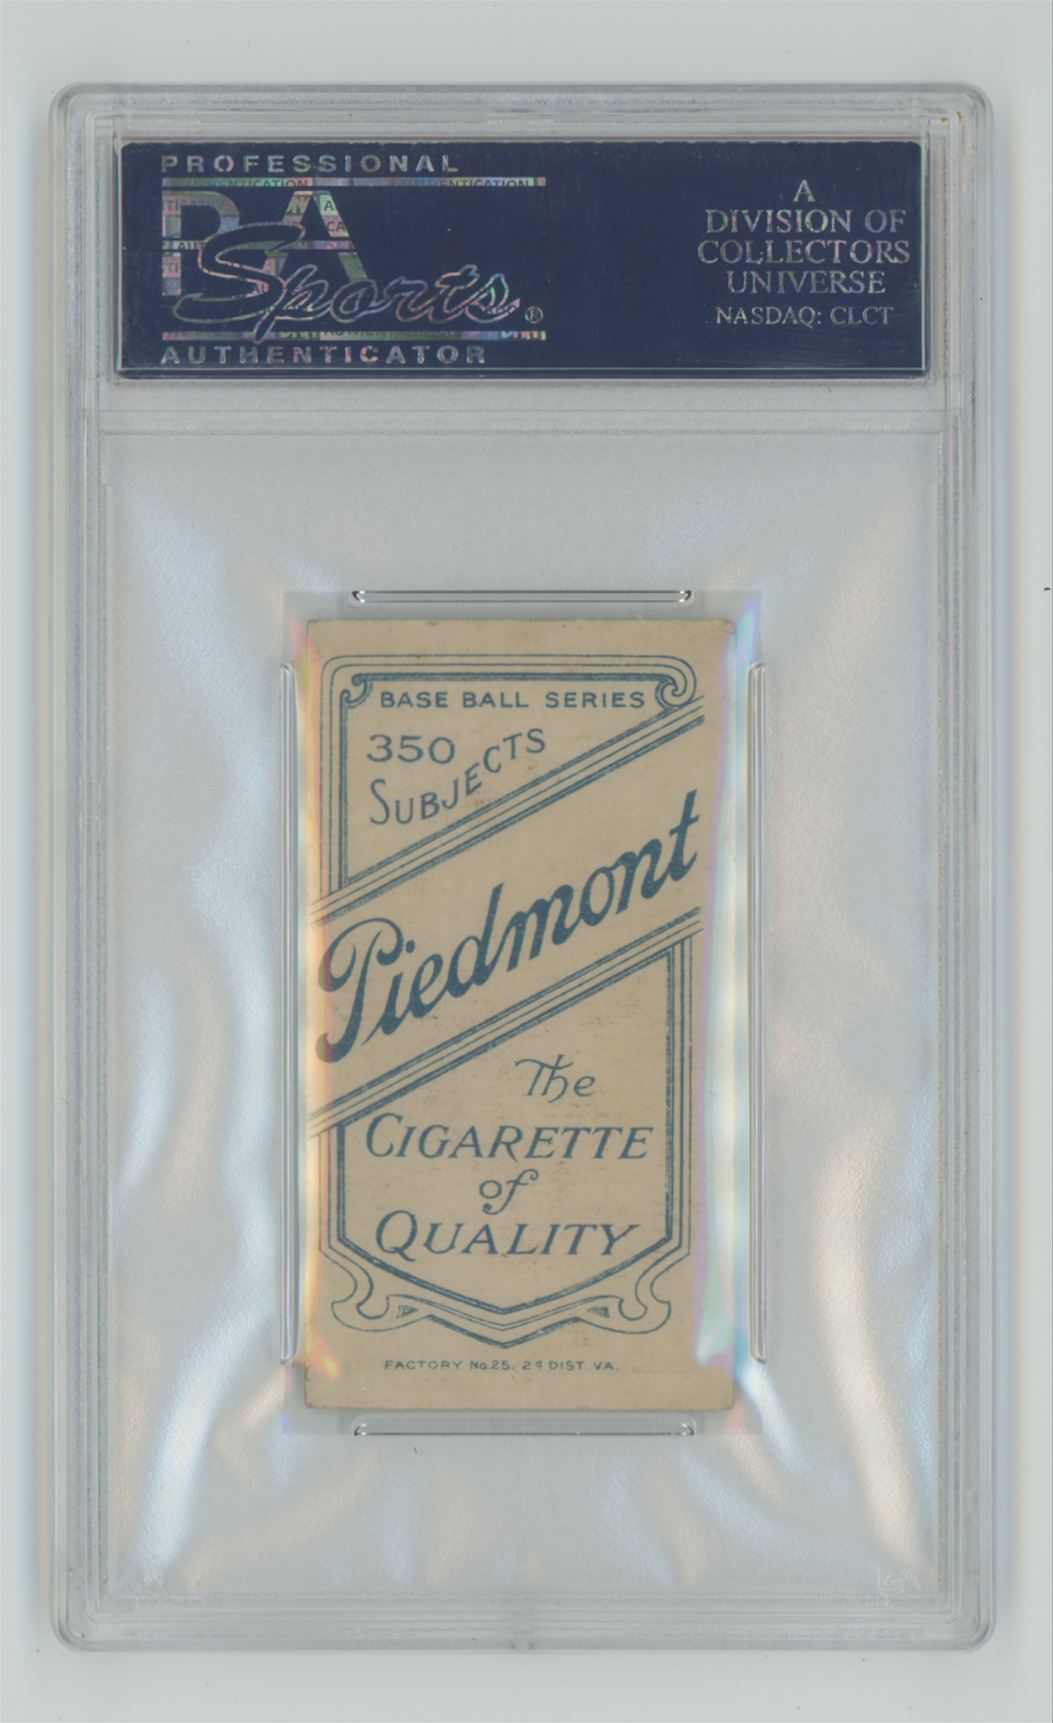 PROFESSIONAL
PSA
Sports®
AUTHENTICATOR
A
DIVISION OF
COLLECTORS
UNIVERSE
NASDAQ: CLCT
BASE BALL SERIES
350
SUBJECTS
Piedmont
The
CIGARETTE
of
QUALITY
FACTORY No. 25. 2d DIST. VA.